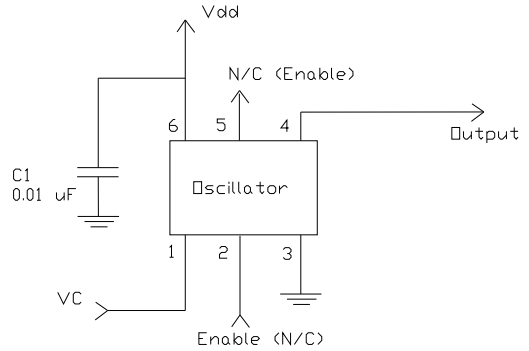 Vdd
N/C (Enable)
6 5 4
Output
C1
0.01 uF
Oscillator
1 2 3
VC
Enable (N/C)